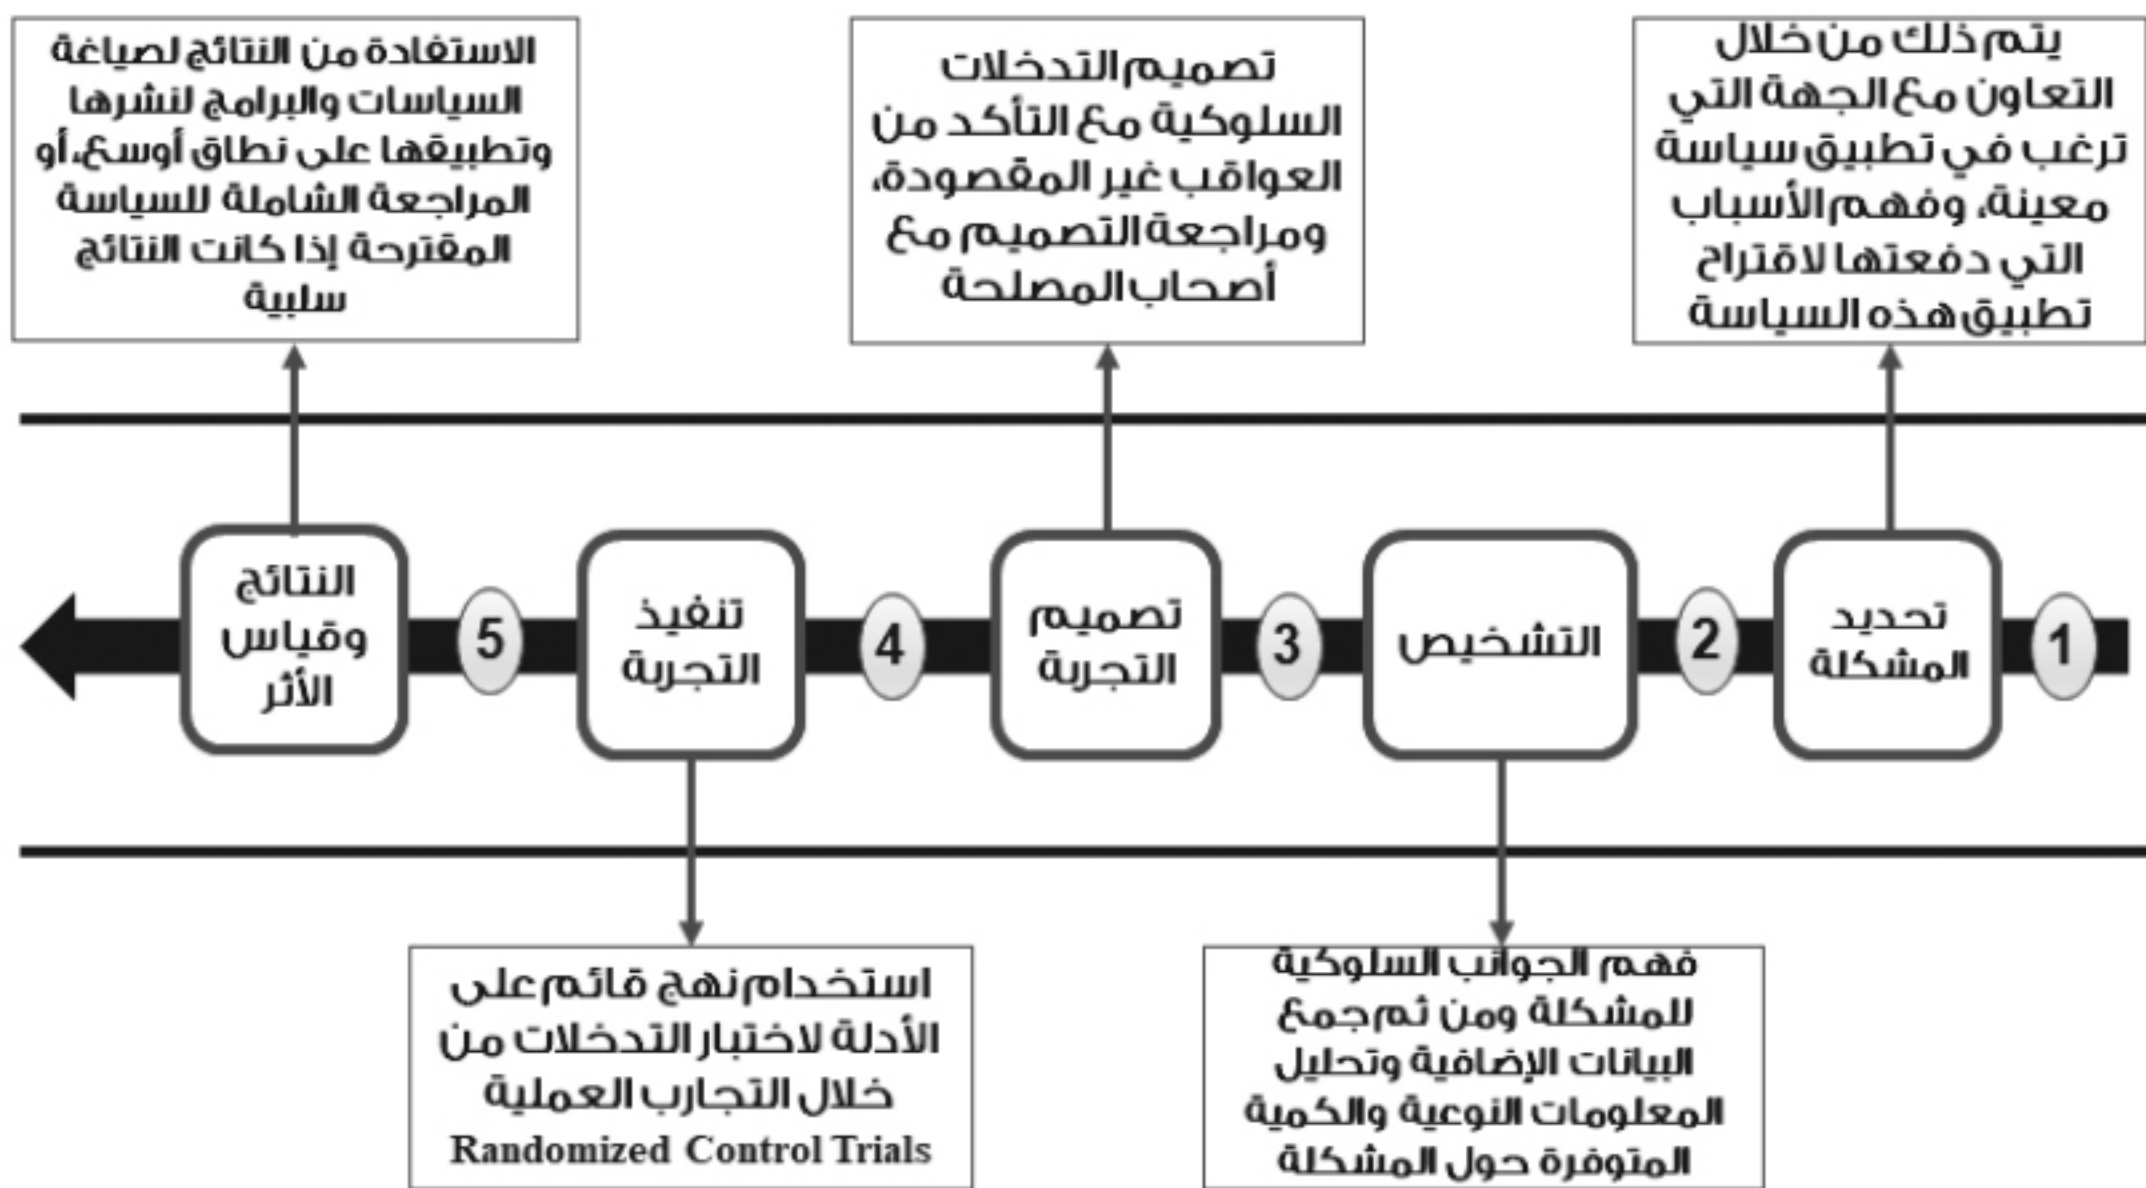 يتم ذلك من خلال
التعاون مع الجهة التي
ترغب في تطبيق سياسة
معينة، وفهم الأسباب
التي دفعتها لاقتراح
تطبيق هذه السياسة
تصميم التدخلات
السلوكية مع التأكد من
العواقب غير المقصودة،
ومراجعة التصميم مع
أصحاب المصلحة
الاستفادة من النتائج لصياغة
السياسات والبرامج لنشرها
وتطبيقها على نطاق أوسع، أو
المراجعة الشاملة للسياسة
المقترحة إذا كانت النتائج
سلبية
1
تحديد
المشكلة
2
التشخيص
3
تصميم
التجربة
4
تنفيذ
التجربة
5
النتائج
وقياس
الأثر
فهم الجوانب السلوكية
للمشكلة ومن ثم جمع
البيانات الإضافية وتحليل
المعلومات النوعية والكمية
المتوفرة حول المشكلة
استخدام نهج قائم على
الأدلة لاختبار التدخلات من
خلال التجارب العملية
Randomized Control Trials